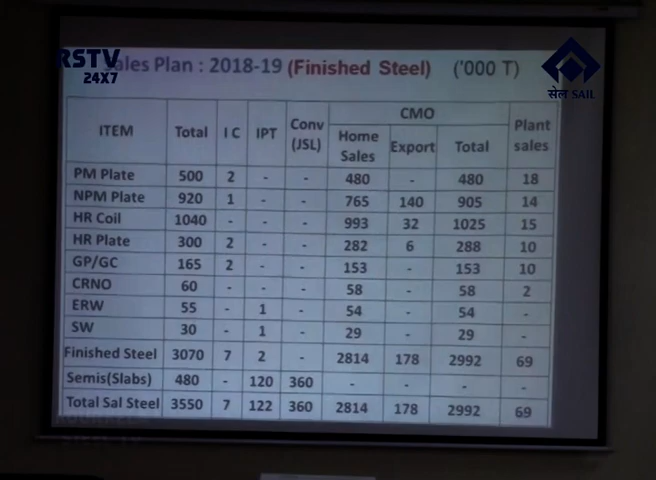 RSTV
24X7
Sales Plan : 2018-19 (Finished Steel) ('000 T)
सेल SAIL
ITEM Total I C IPT Conv (JSL) CMO Plant sales
Home Sales Export Total
PM Plate 500 2 - - 480 - 480 18
NPM Plate 920 1 - - 765 140 905 14
HR Coil 1040 - - - 993 32 1025 15
HR Plate 300 2 - - 282 6 288 10
GP/GC 165 2 - - 153 - 153 10
CRNO 60 - - - 58 - 58 2
ERW 55 - 1 - 54 - 54 -
SW 30 - 1 - 29 - 29 -
Finished Steel 3070 7 2 - 2814 178 2992 69
Semis(Slabs) 480 - 120 360 - - - -
Total Sal Steel 3550 7 122 360 2814 178 2992 69